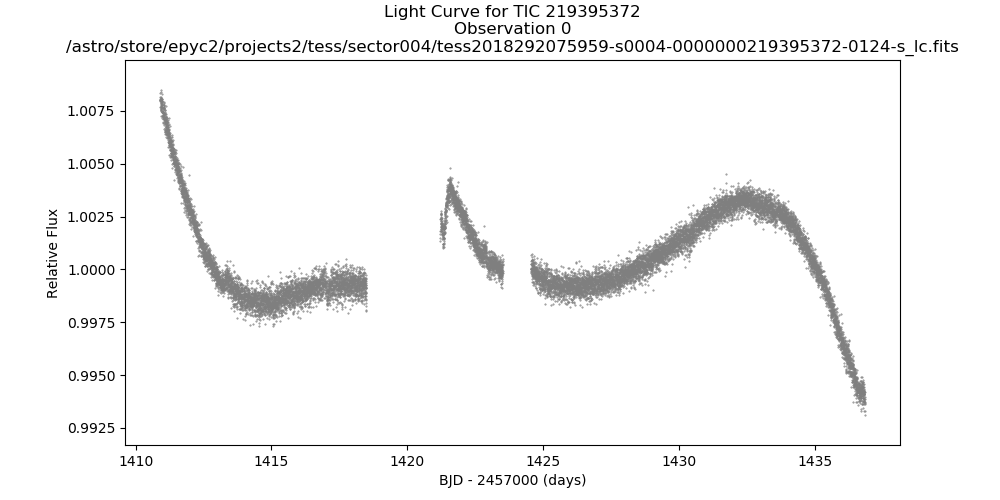 Light Curve for TIC 219395372
Observation 0
/astro/store/epyc2/projects2/tess/sector004/tess2018292075959-s0004-0000000219395372-0124-s_lc.fits
1.0075
1.0050
1.0025
1.0000
0.9975
0.9950
0.9925
Relative Flux
1410
1415
1420
1425
1430
1435
BJD - 2457000 (days)